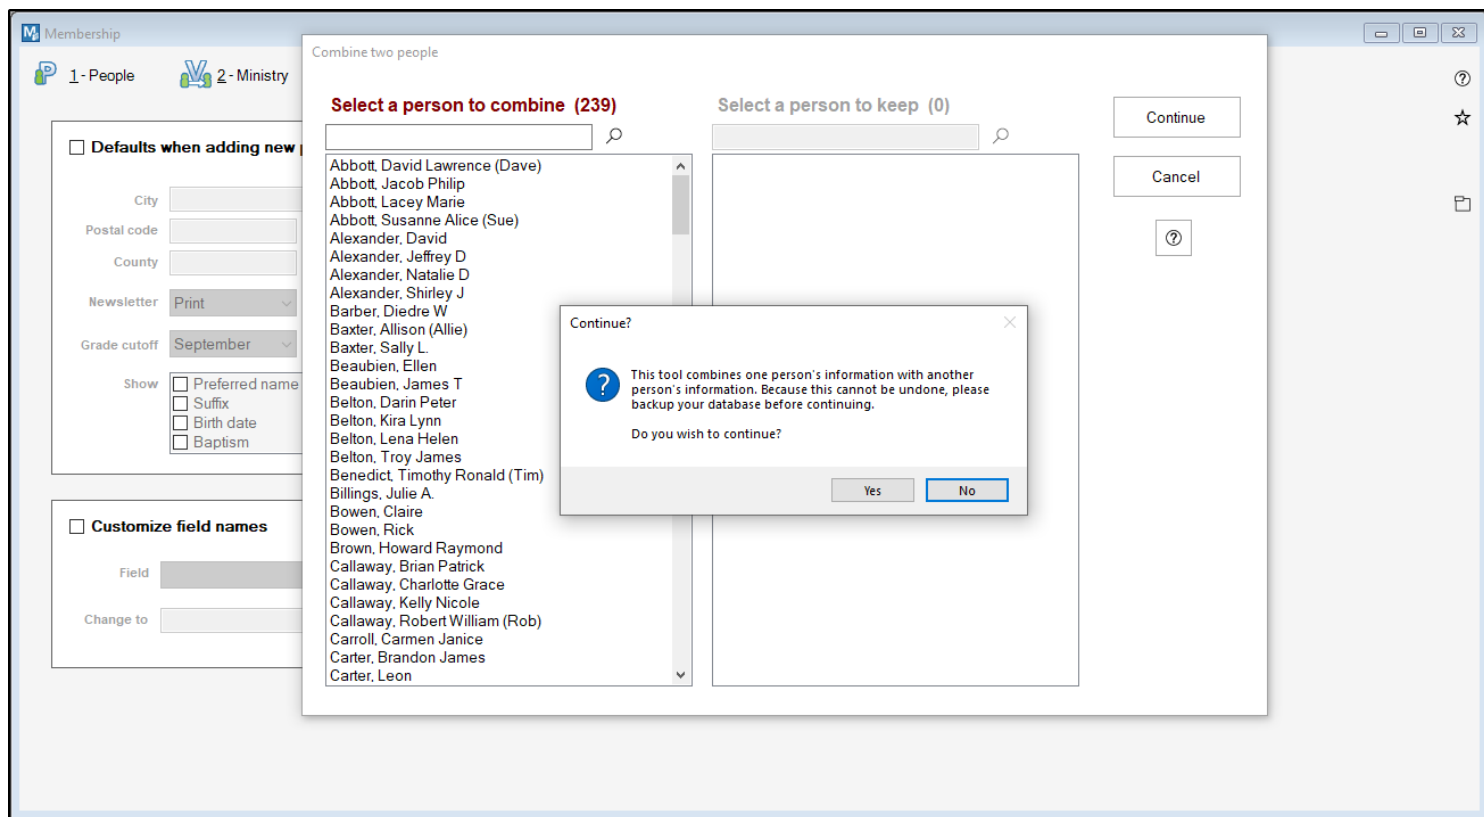 Membership
1 - People
2 - Ministry
Defaults when adding new
City
Postal code
County
Newsletter Print
Grade cutoff September
Show Preferred name
Suffix
Birth date
Baptism
Customize field names
Field
Change to
Combine two people
Select a person to combine (239)
Abbott, David Lawrence (Dave)
Abbott, Jacob Philip
Abbott, Lacey Marie
Abbott, Susanne Alice (Sue)
Alexander, David
Alexander, Jeffrey D
Alexander, Natalie D
Alexander, Shirley J
Barber, Diedre W
Baxter, Allison (Allie)
Baxter, Sally L.
Beaubien, Ellen
Beaubien, James T
Belton, Darin Peter
Belton, Kira Lynn
Belton, Lena Helen
Belton, Troy James
Benedict, Timothy Ronald (Tim)
Billings, Julie A.
Bowen, Claire
Bowen, Rick
Brown, Howard Raymond
Callaway, Brian Patrick
Callaway, Charlotte Grace
Callaway, Kelly Nicole
Callaway, Robert William (Rob)
Carroll, Carmen Janice
Carter, Brandon James
Carter, Leon
Select a person to keep (0)
Continue
Cancel
Continue?
This tool combines one person's information with another
person's information. Because this cannot be undone, please
backup your database before continuing.
Do you wish to continue?
Yes
No